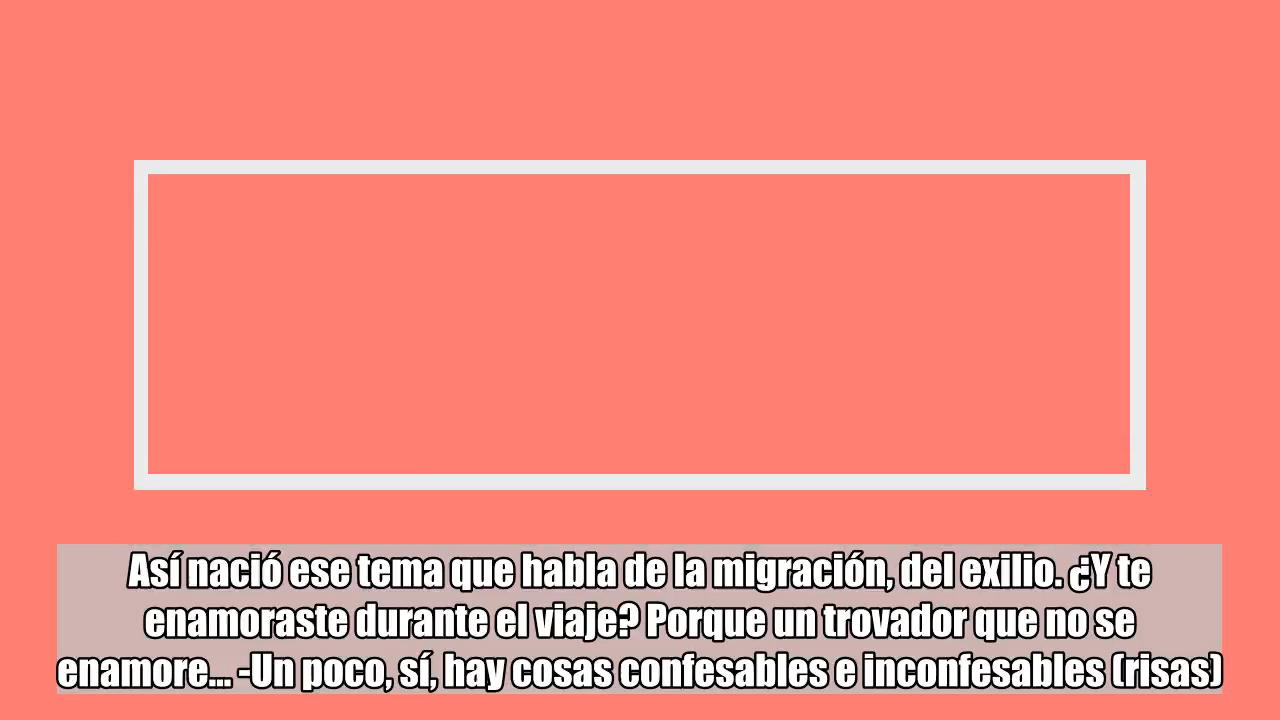 Así nació ese tema que habla de la migración, del exilio. ¿Y te
enamoraste durante el viaje? Porque un trovador que no se
enamore... -Un poco, sí, hay cosas confesables e inconfesables (risas)